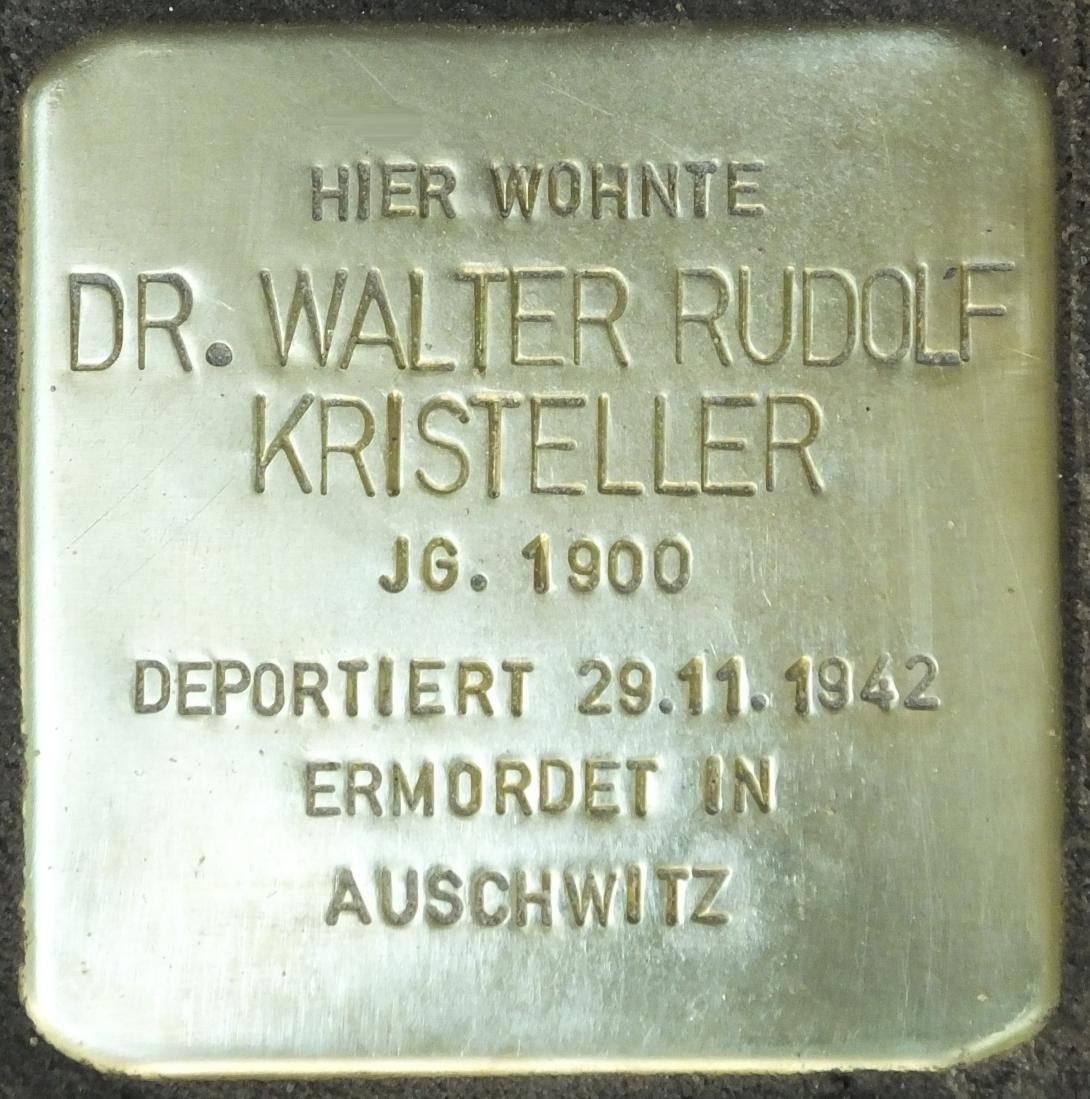 HIER WOHNTE
DR. WALTER RUDOLF
KRISTELLER
JG. 1900
DEPORTIERT 29.11.1942
ERMORDET IN
AUSCHWITZ